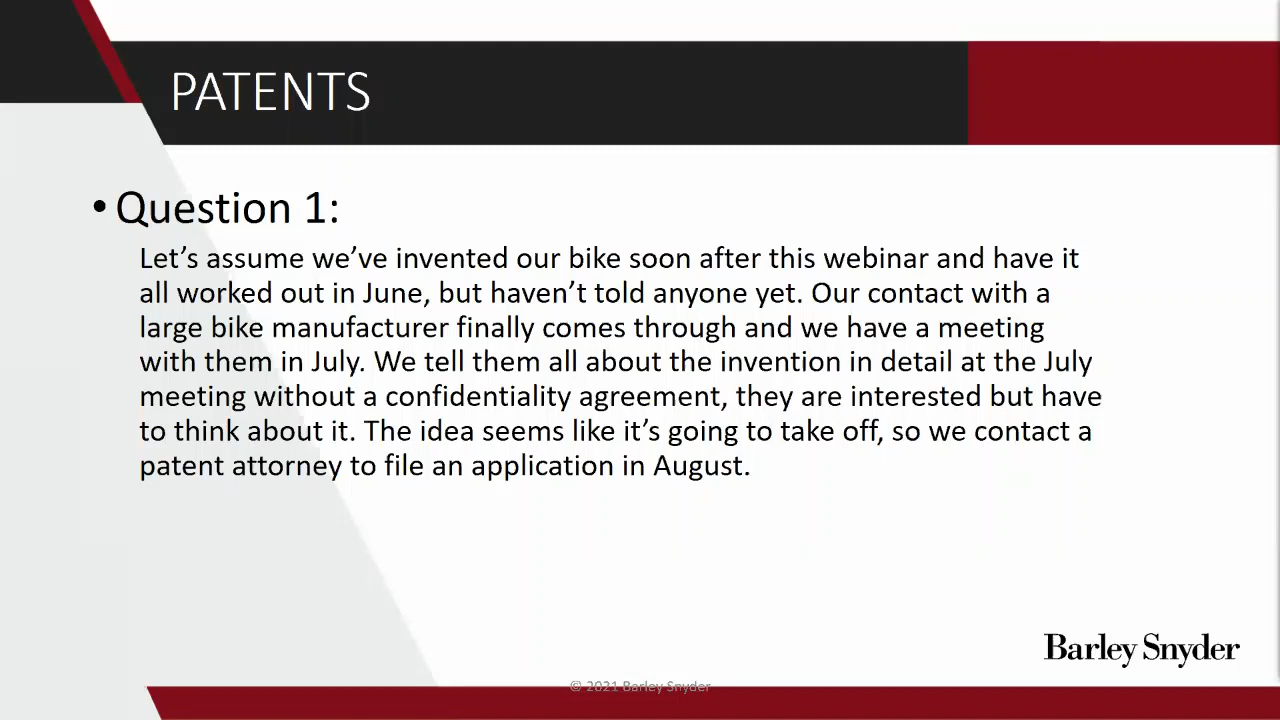 PATENTS
• Question 1:
Let’s assume we’ve invented our bike soon after this webinar and have it
all worked out in June, but haven’t told anyone yet. Our contact with a
large bike manufacturer finally comes through and we have a meeting
with them in July. We tell them all about the invention in detail at the July
meeting without a confidentiality agreement, they are interested but have
to think about it. The idea seems like it’s going to take off, so we contact a
patent attorney to file an application in August.
Barley Snyder
© 2021 Barley Snyder